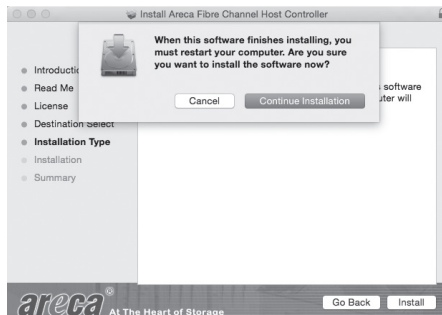 Install Areca Fibre Channel Host Controller
When this software finishes installing, you
must restart your computer. Are you sure
you want to install the software now?
Cancel
Continue Installation
Introductio
Read Me
License
Destination Select
Installation Type
Installation
Summary
software
uter will
areca®
At The Heart of Storage
Go Back
Install